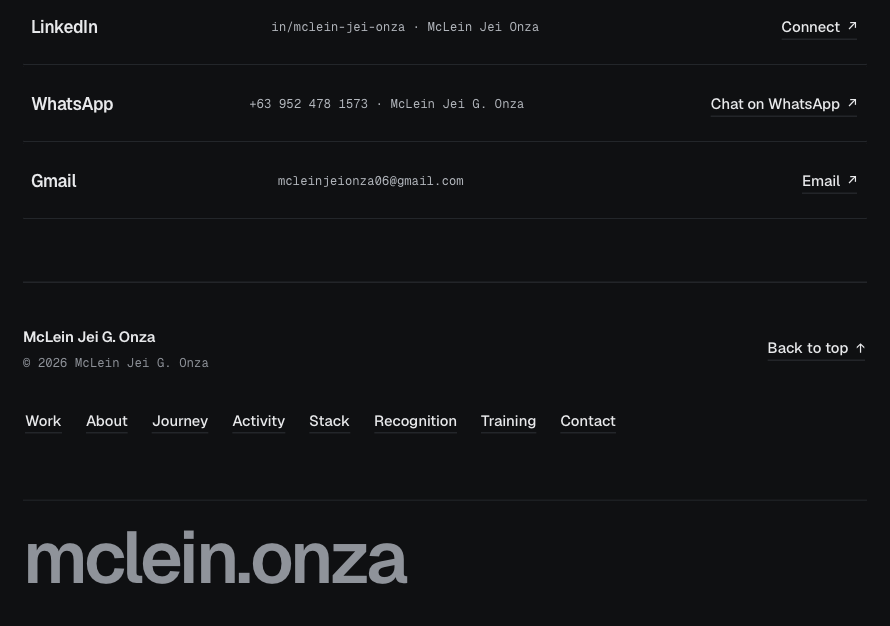 LinkedIn in/mclein-jei-onza · McLein Jei Onza Connect ↗
WhatsApp +63 952 478 1573 · McLein Jei G. Onza Chat on WhatsApp ↗
Gmail mcleinjeionza06@gmail.com Email ↗
McLein Jei G. Onza
© 2026 McLein Jei G. Onza
Back to top ↑
Work About Journey Activity Stack Recognition Training Contact
mclein.onza